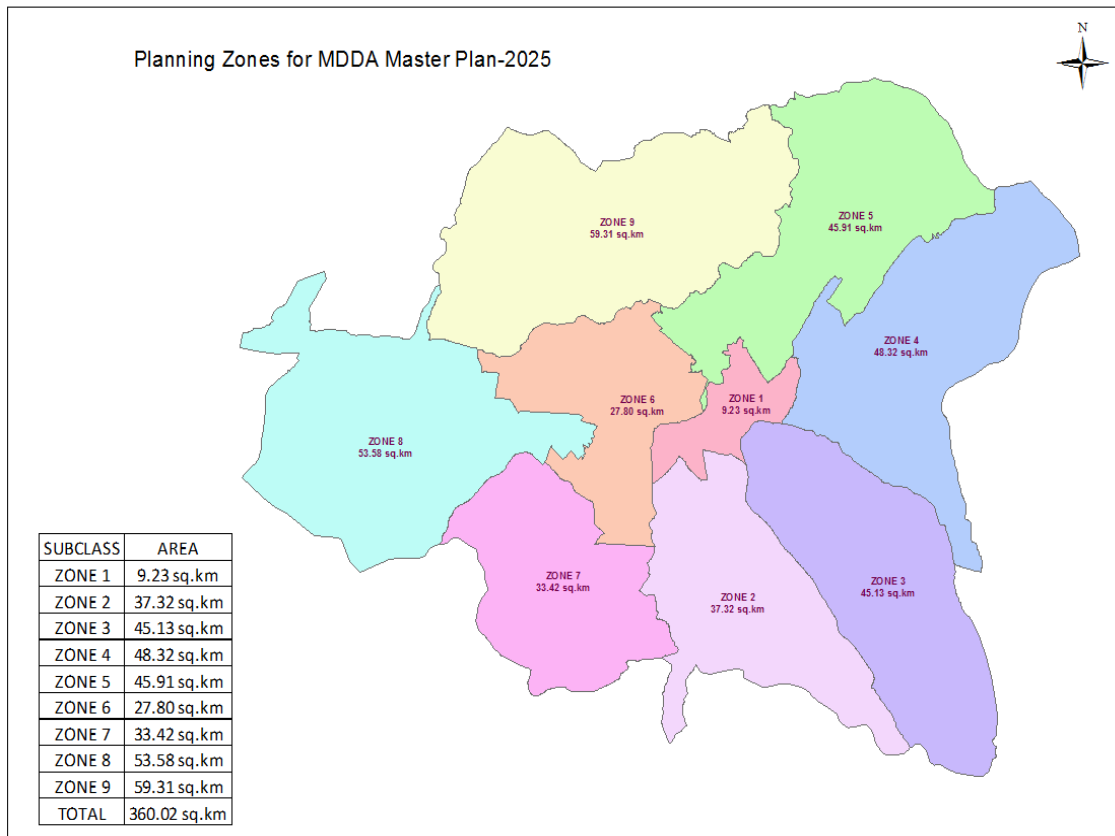 N
Planning Zones for MDDA Master Plan-2025
ZONE 5
45.91 sq.km
ZONE 9
59.31 sq.km
ZONE 4
48.32 sq.km
ZONE 6
27.80 sq.km
ZONE 1
9.23 sq.km
ZONE 8
53.58 sq.km
ZONE 7
33.42 sq.km
ZONE 3
45.13 sq.km
ZONE 2
37.32 sq.km
SUBCLASS AREA
ZONE 1 9.23 sq.km
ZONE 2 37.32 sq.km
ZONE 3 45.13 sq.km
ZONE 4 48.32 sq.km
ZONE 5 45.91 sq.km
ZONE 6 27.80 sq.km
ZONE 7 33.42 sq.km
ZONE 8 53.58 sq.km
ZONE 9 59.31 sq.km
TOTAL 360.02 sq.km